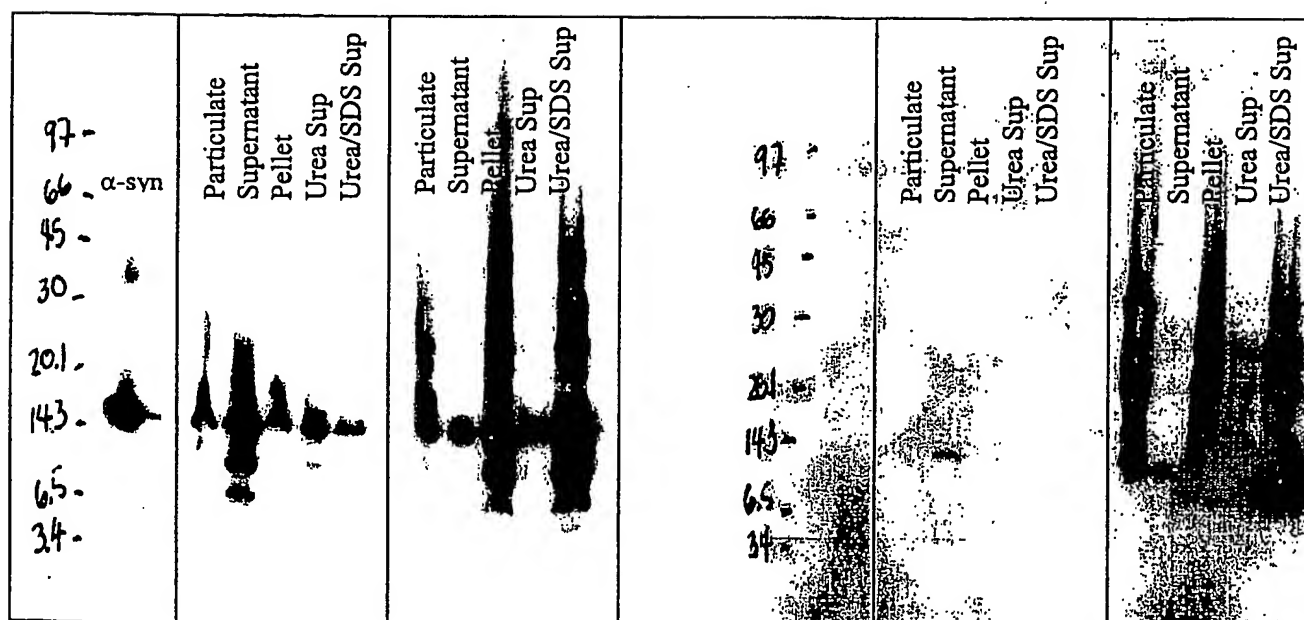 97 -
66 -
45 -
30 -
20.1 -
14.3 -
6.5 -
3.4 -
α-syn
Particulate
Supernatant
Pellet
Urea Sup
Urea/SDS Sup
Particulate
Supernatant
Pellet
Urea Sup
Urea/SDS Sup
97 -
66 -
45 -
30 -
20.1 -
14.3 -
6.5 -
34 -
Particulate
Supernatant
Pellet
Urea Sup
Urea/SDS Sup
Particulate
Supernatant
Pellet
Urea Sup
Urea/SDS Sup